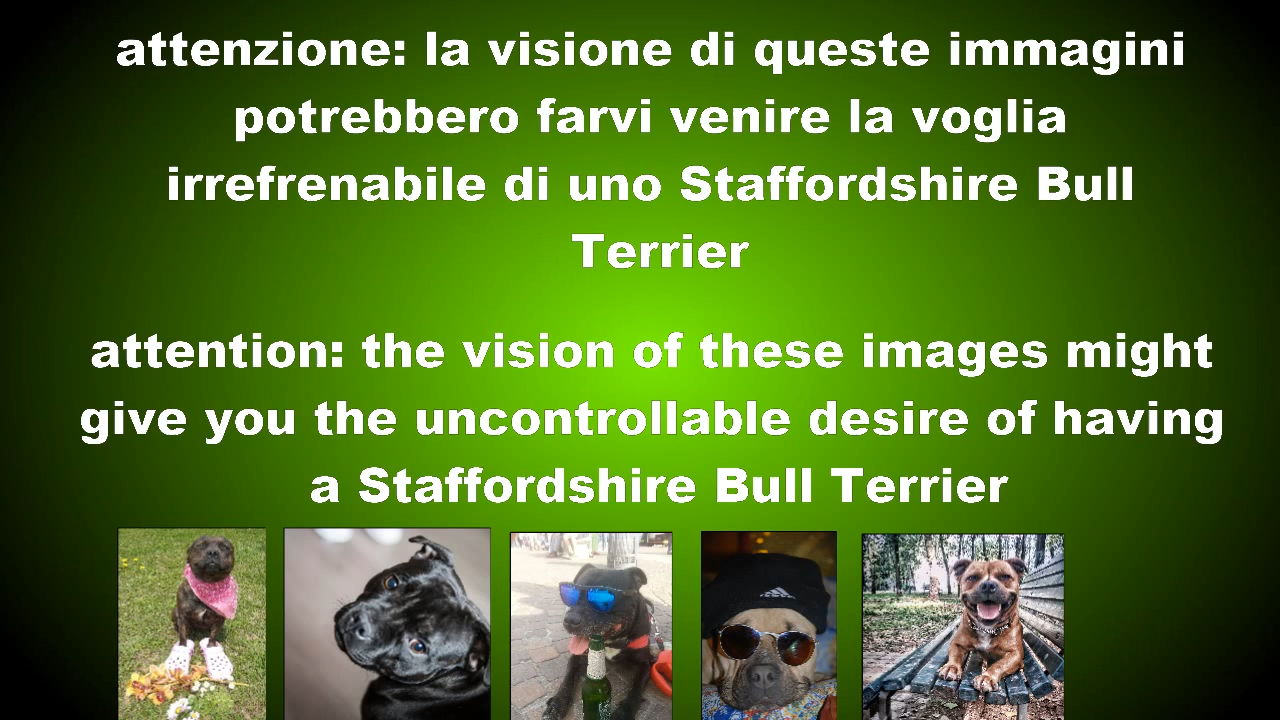 attenzione: la visione di queste immagini
potrebbero farvi venire la voglia
irrefrenabile di uno Staffordshire Bull
Terrier
attention: the vision of these images might
give you the uncontrollable desire of having
a Staffordshire Bull Terrier